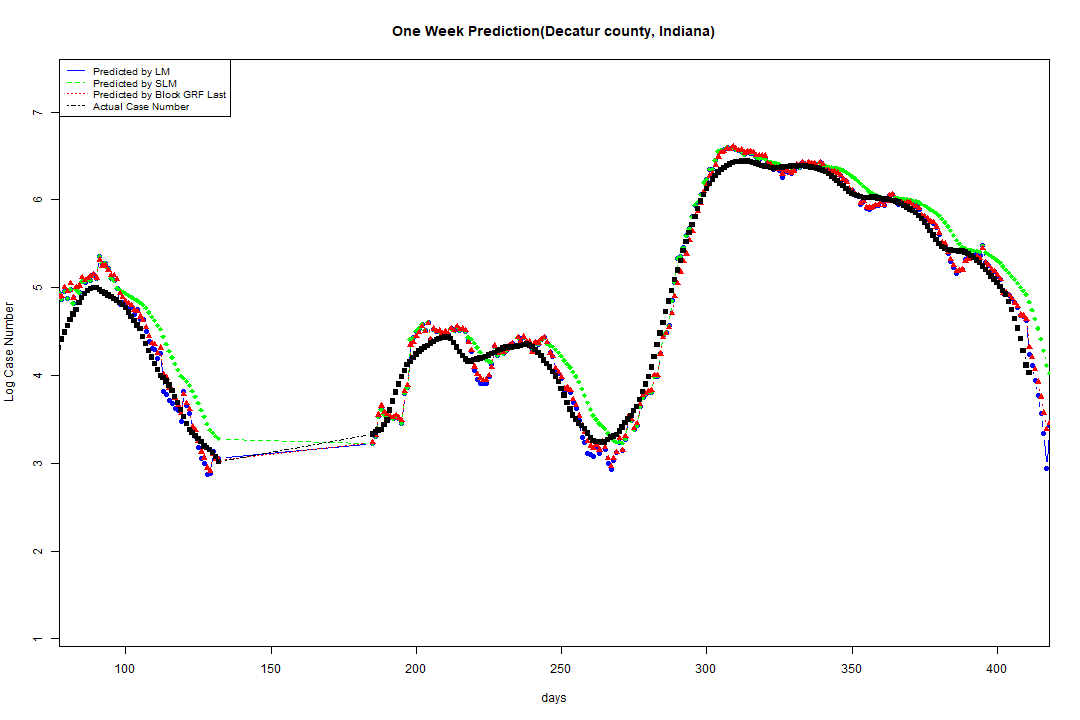 One Week Prediction(Decatur county, Indiana)
Predicted by LM
Predicted by SLM
Predicted by Block GRF Last
Actual Case Number
7
6
5
4
3
2
1
Log Case Number
100 150 200 250 300 350 400
days